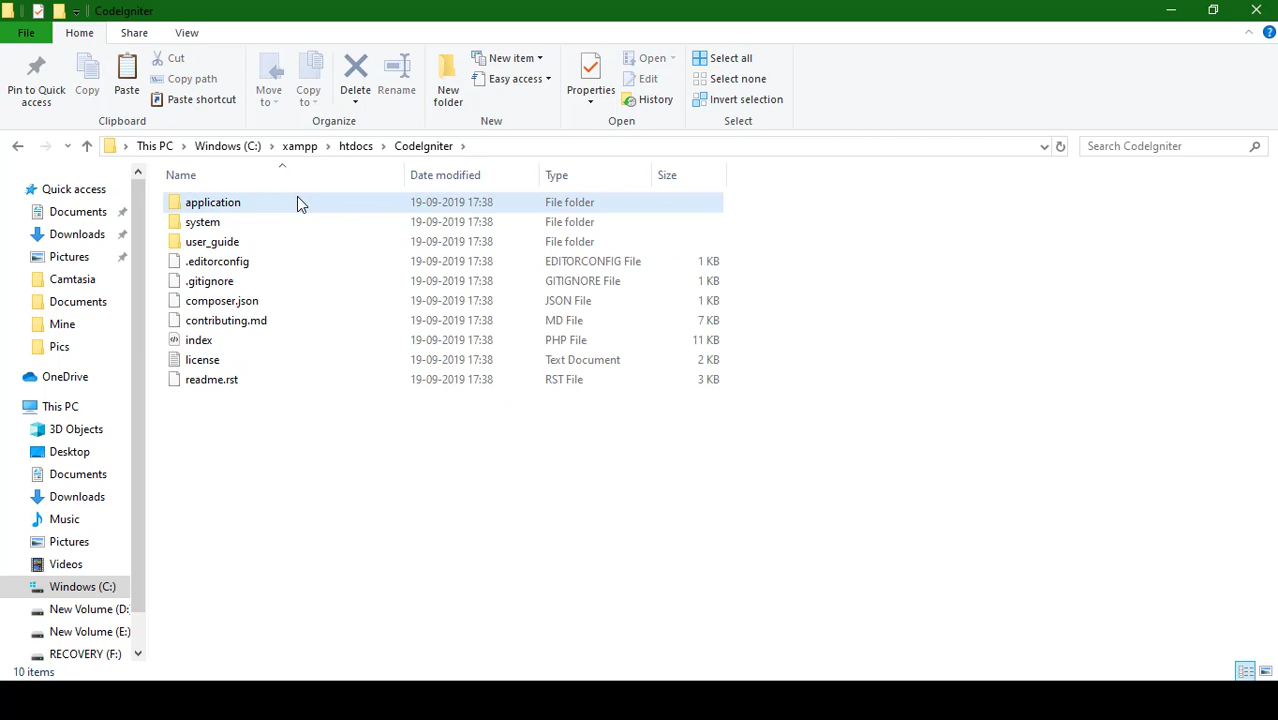 CodeIgniter
File Home Share View
Pin to Quick access
Copy
Paste
Cut
Copy path
Paste shortcut
Clipboard
Move to
Copy to
Delete
Rename
Organize
New folder
New item
Easy access
New
Properties
Open
Edit
History
Open
Select all
Select none
Invert selection
Select
This PC > Windows (C:) > xampp > htdocs > CodeIgniter >
Search CodeIgniter
Name Date modified Type Size
application 19-09-2019 17:38 File folder
system 19-09-2019 17:38 File folder
user_guide 19-09-2019 17:38 File folder
.editorconfig 19-09-2019 17:38 EDITORCONFIG File 1 KB
.gitignore 19-09-2019 17:38 GITIGNORE File 1 KB
composer.json 19-09-2019 17:38 JSON File 1 KB
contributing.md 19-09-2019 17:38 MD File 7 KB
index 19-09-2019 17:38 PHP File 11 KB
license 19-09-2019 17:38 Text Document 2 KB
readme.rst 19-09-2019 17:38 RST File 3 KB
Quick access
Documents
Downloads
Pictures
Camtasia
Documents
Mine
Pics
OneDrive
This PC
3D Objects
Desktop
Documents
Downloads
Music
Pictures
Videos
Windows (C:)
New Volume (D:
New Volume (E:)
RECOVERY (F:)
10 items